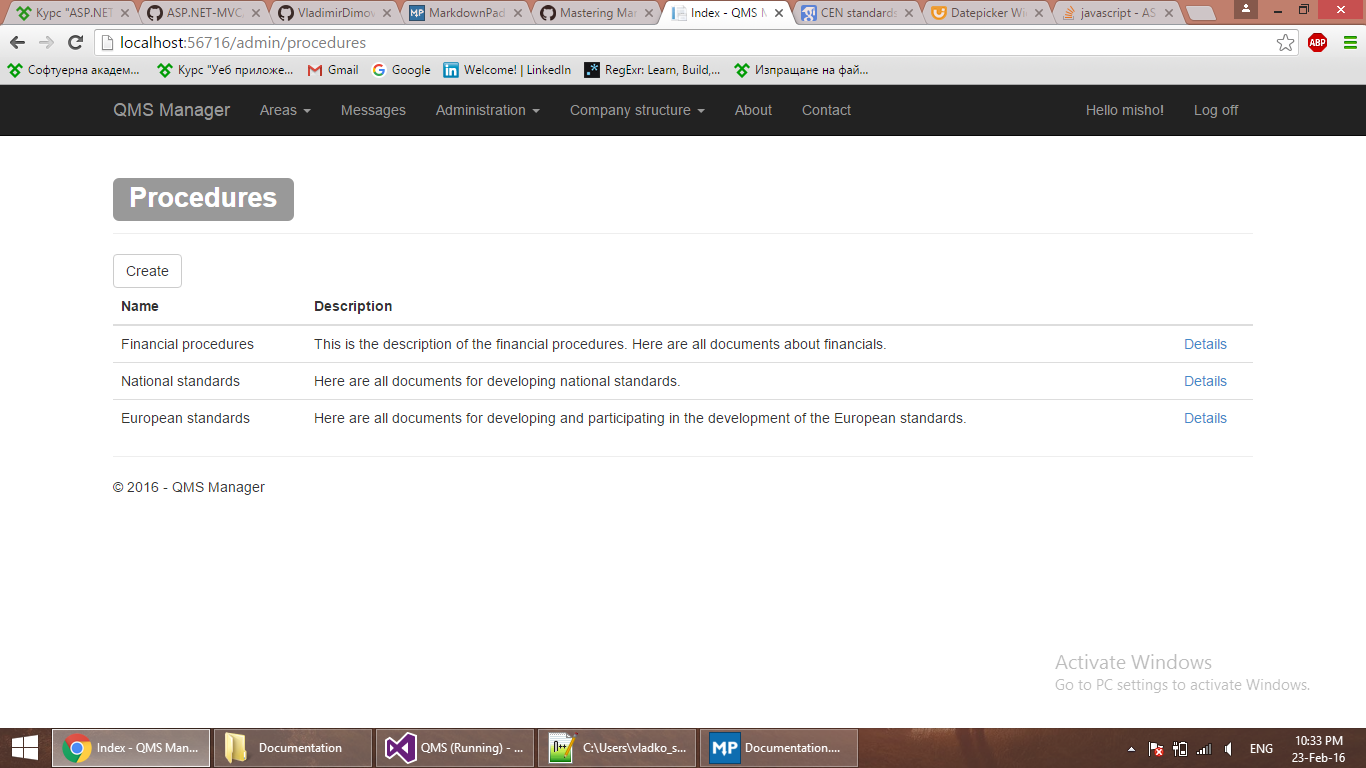 Курс "ASP.NET
ASP.NET-MVC
VladimirDimov
MarkdownPad
Mastering Mar
Index - QMS M
CEN standards
Datepicker Wi
javascript - AS
localhost:56716/admin/procedures
ABP
Софтуерна академ...
Курс "Уеб приложе...
Gmail
Google
Welcome! | LinkedIn
RegExr: Learn, Build,...
Изпращане на фай...
QMS Manager
Areas
Messages
Administration
Company structure
About
Contact
Hello misho!
Log off
Procedures
Create
Name Description
Financial procedures This is the description of the financial procedures. Here are all documents about financials. Details
National standards Here are all documents for developing national standards. Details
European standards Here are all documents for developing and participating in the development of the European standards. Details
© 2016 - QMS Manager
Activate Windows
Go to PC settings to activate Windows.
Index - QMS Man...
Documentation
QMS (Running) - ...
C:\Users\vladko_s...
MP
Documentation....
ENG
10:33 PM
23-Feb-16